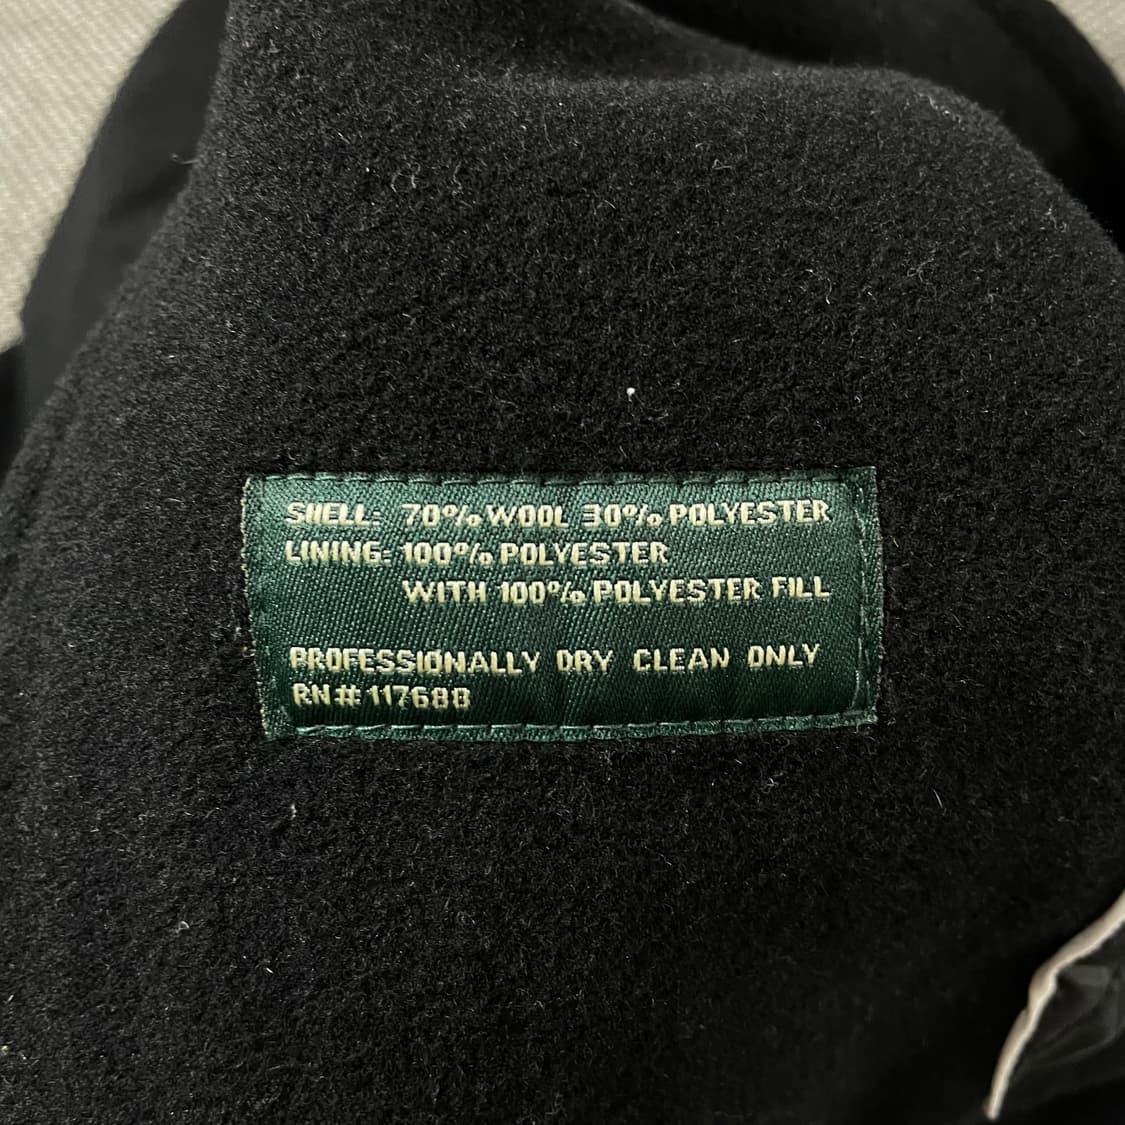 SHELL: 70% WOOL 30% POLYESTER
LINING: 100% POLYESTER
WITH 100% POLYESTER FILL
PROFESSIONALLY DRY CLEAN ONLY
RN# 117688